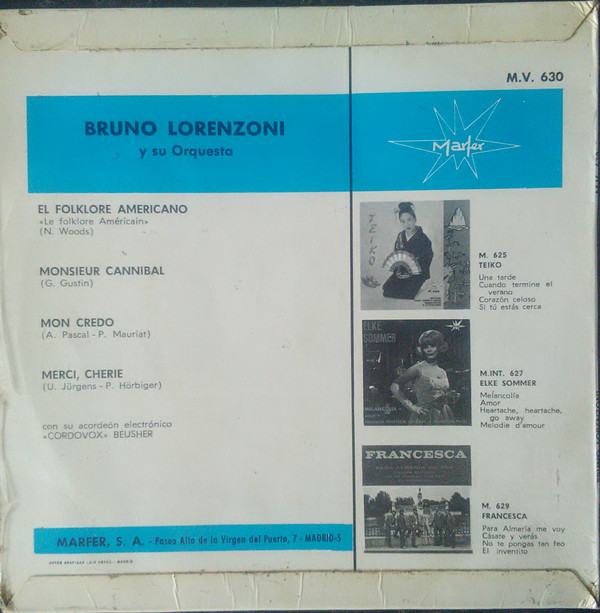 M.V. 630
BRUNO LORENZONI
y su Orquesta
Marfer
EL FOLKLORE AMERICANO
«Le folklore Américain»
(N. Woods)
MONSIEUR CANNIBAL
(G. Gustin)
MON CREDO
(A. Pascal - P. Mauriat)
MERCI, CHERIE
(U. Jürgens - P. Hörbiger)
con su acordeón electrónico
«CORDOVOX» BEUSHER
TEIKO
M. 625
TEIKO
Una tarde
Cuando termine el
verano
Corazón celoso
Si tú estás cerca
ELKE
SOMMER
MELANCOLIA
M.INT. 627
ELKE SOMMER
Melancolía
Amor
Heartache, heartache,
go away
Melodie d'amour
FRANCESCA
M. 629
FRANCESCA
Para Almería me voy
Cásate y verás
No te pongas tan feo
El inventito
MARFER, S. A. - Paseo Alto de la Virgen del Puerto, 7 - MADRID-5